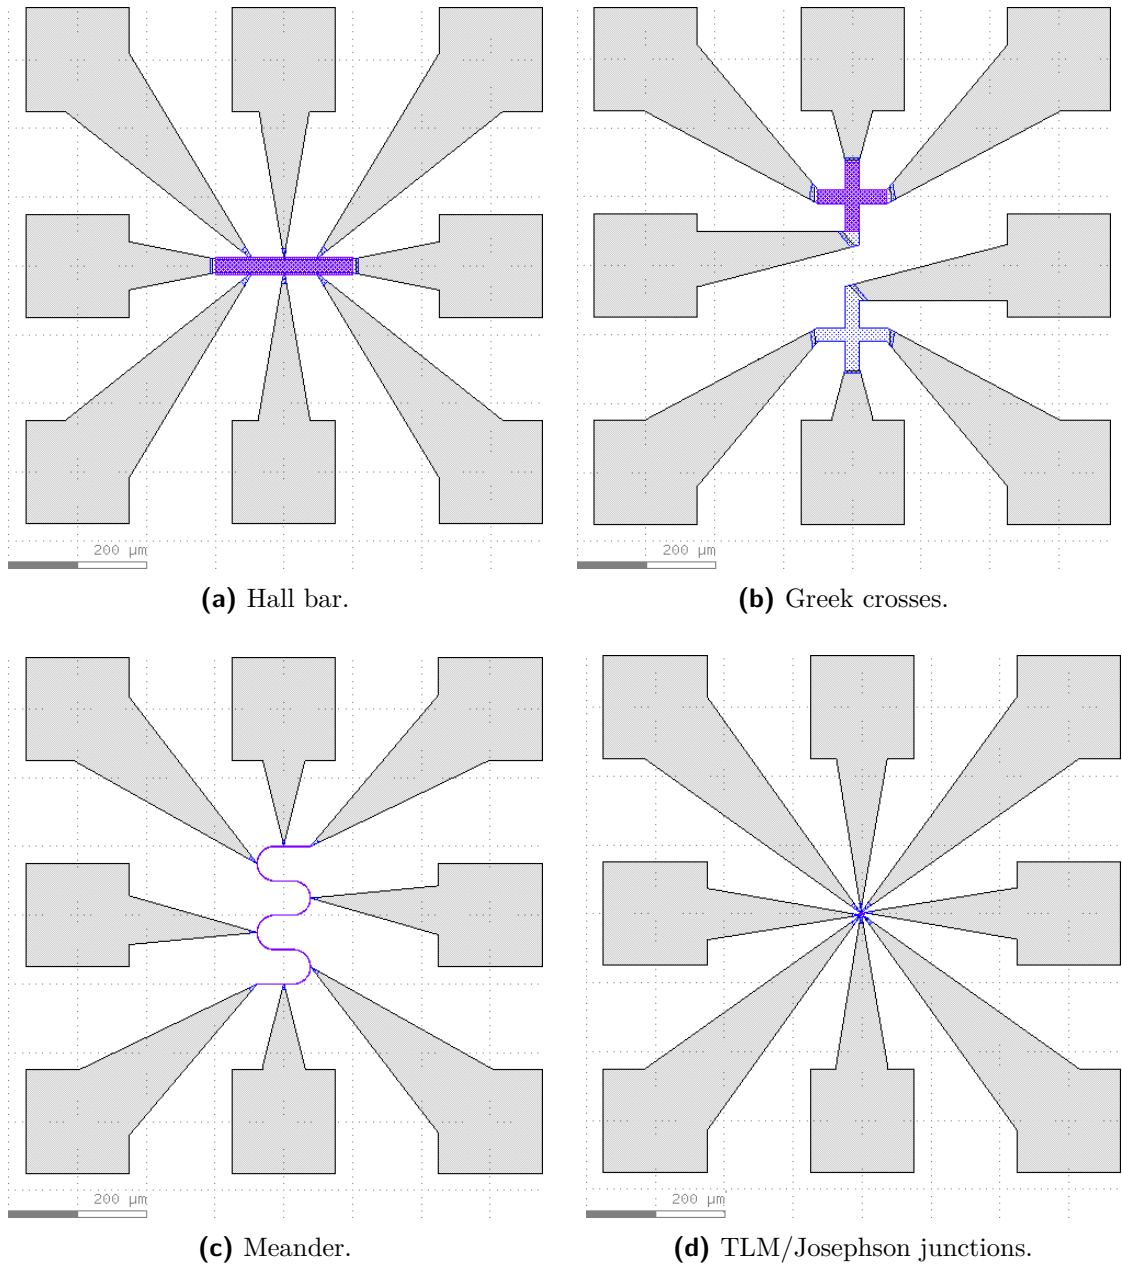 200 µm
200 µm
(a) Hall bar.
(b) Greek crosses.
200 µm
200 µm
(c) Meander.
(d) TLM/Josephson junctions.